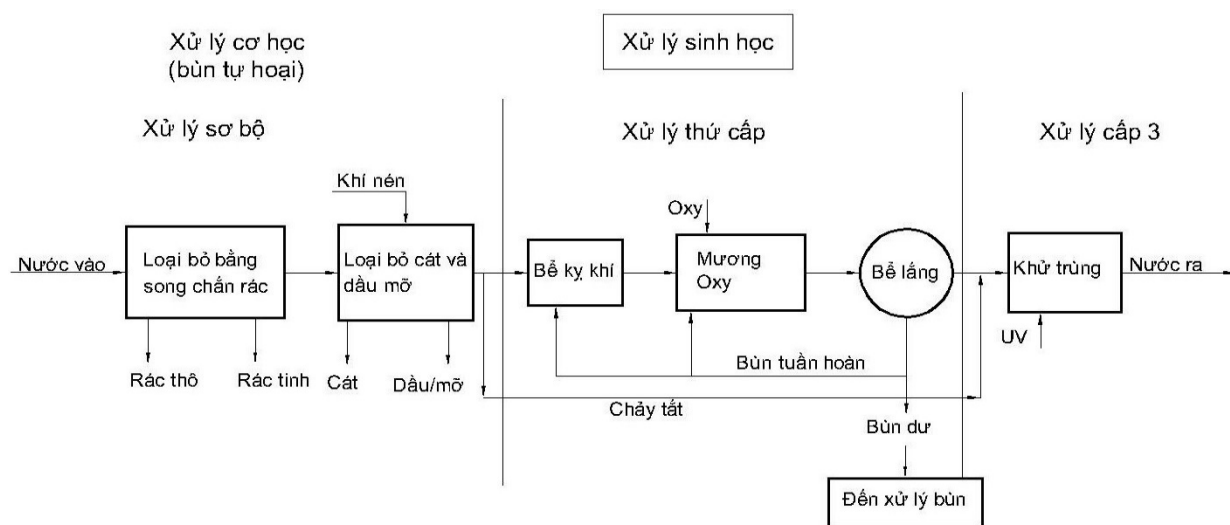 Xử lý cơ học
(bùn tự hoại)
Xử lý sinh học
Xử lý sơ bộ
Xử lý thứ cấp
Xử lý cấp 3
Khí nén
Oxy
Nước vào
Loại bỏ bằng
song chắn rác
Loại bỏ cát và
dầu mỡ
Bể kỵ khí
Mương
Oxy
Bể lắng
Khử trùng
Nước ra
UV
Rác thô
Rác tinh
Cát
Dầu/mỡ
Bùn tuần hoàn
Chảy tắt
Bùn dư
Đến xử lý bùn